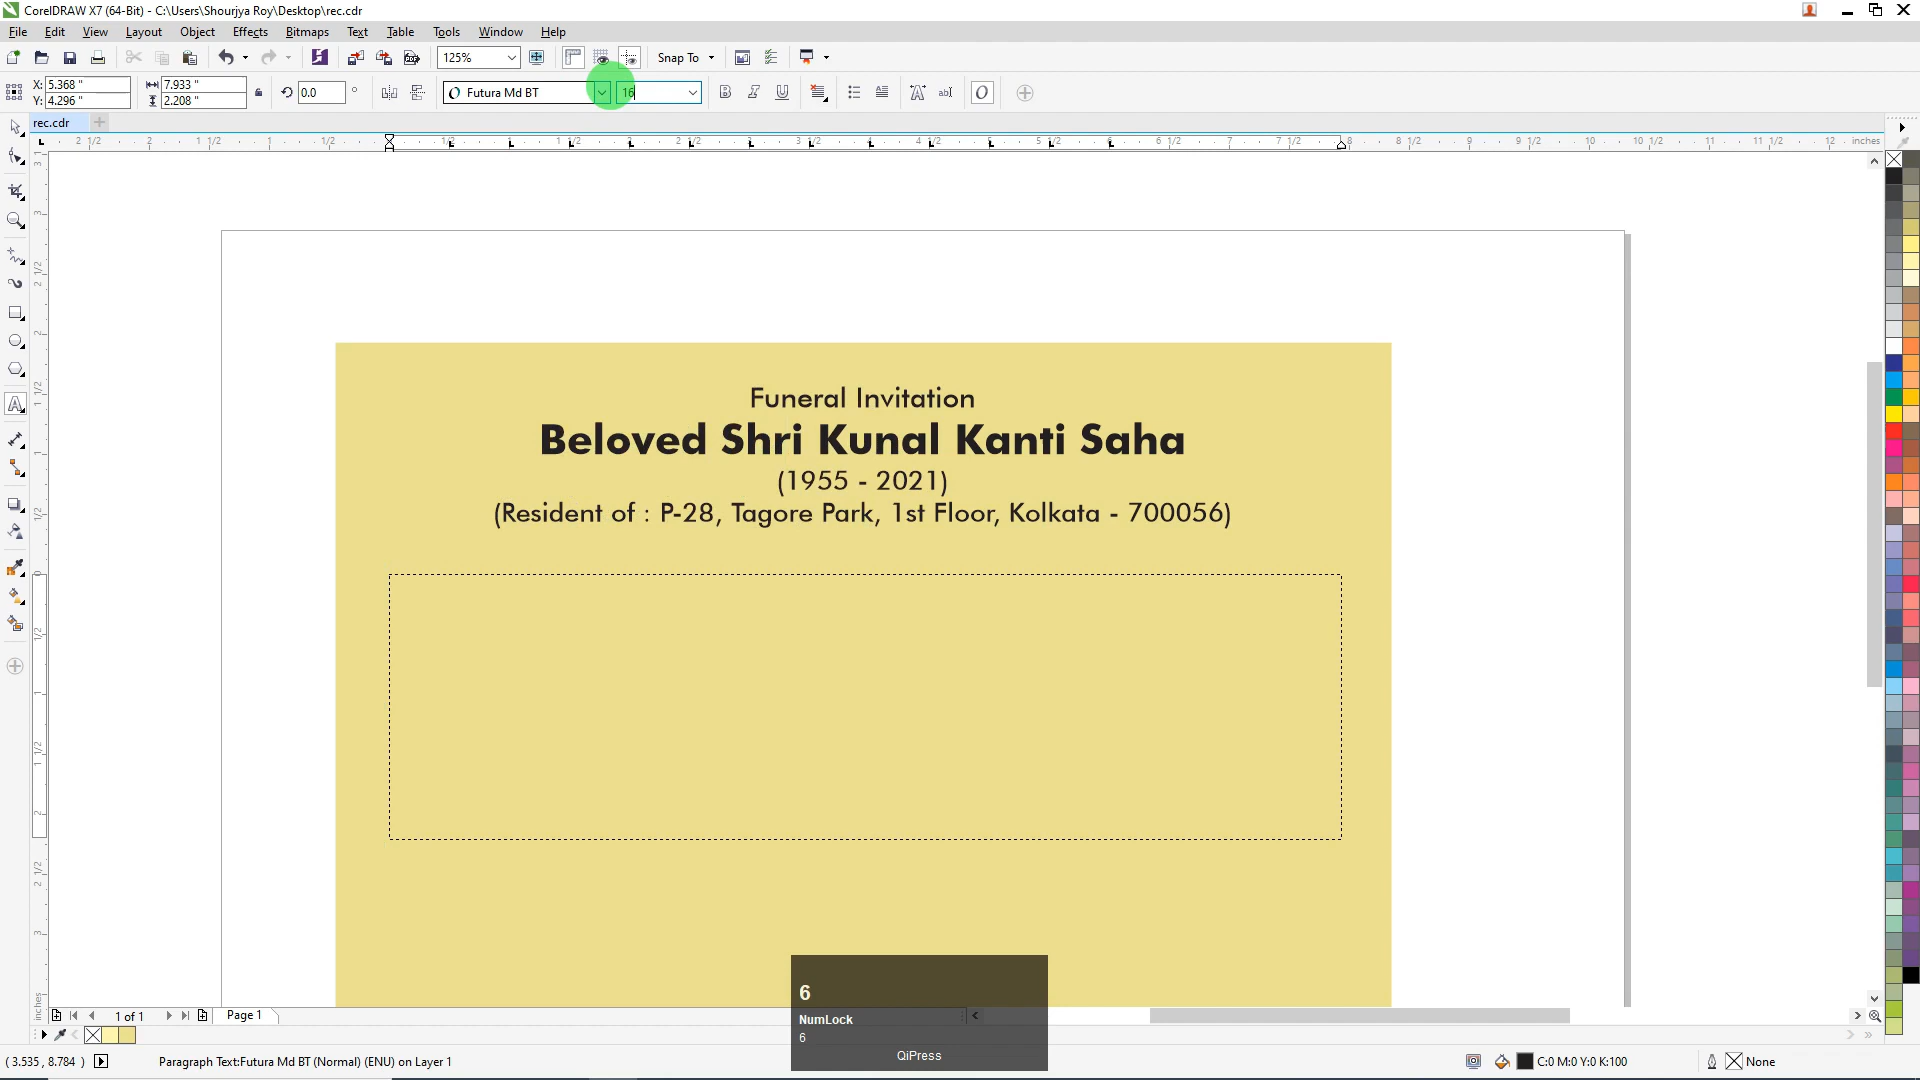 CorelDRAW X7 (64-Bit) - C:\Users\Shourjya Roy\Desktop\rec.cdr
File Edit View Layout Object Effects Bitmaps Text Table Tools Window Help
125% Snap To
X: 5.368 " 7.933 " 0.0 ° Futura Md BT 16
Y: 4.296 " 2.208 "
rec.cdr
inches
Funeral Invitation
Beloved Shri Kunal Kanti Saha
(1955 - 2021)
(Resident of : P-28, Tagore Park, 1st Floor, Kolkata - 700056)
6
NumLock
6
QiPress
1 of 1 Page 1
( 3.535 , 8.784 ) Paragraph Text:Futura Md BT (Normal) (ENU) on Layer 1 C:0 M:0 Y:0 K:100 None